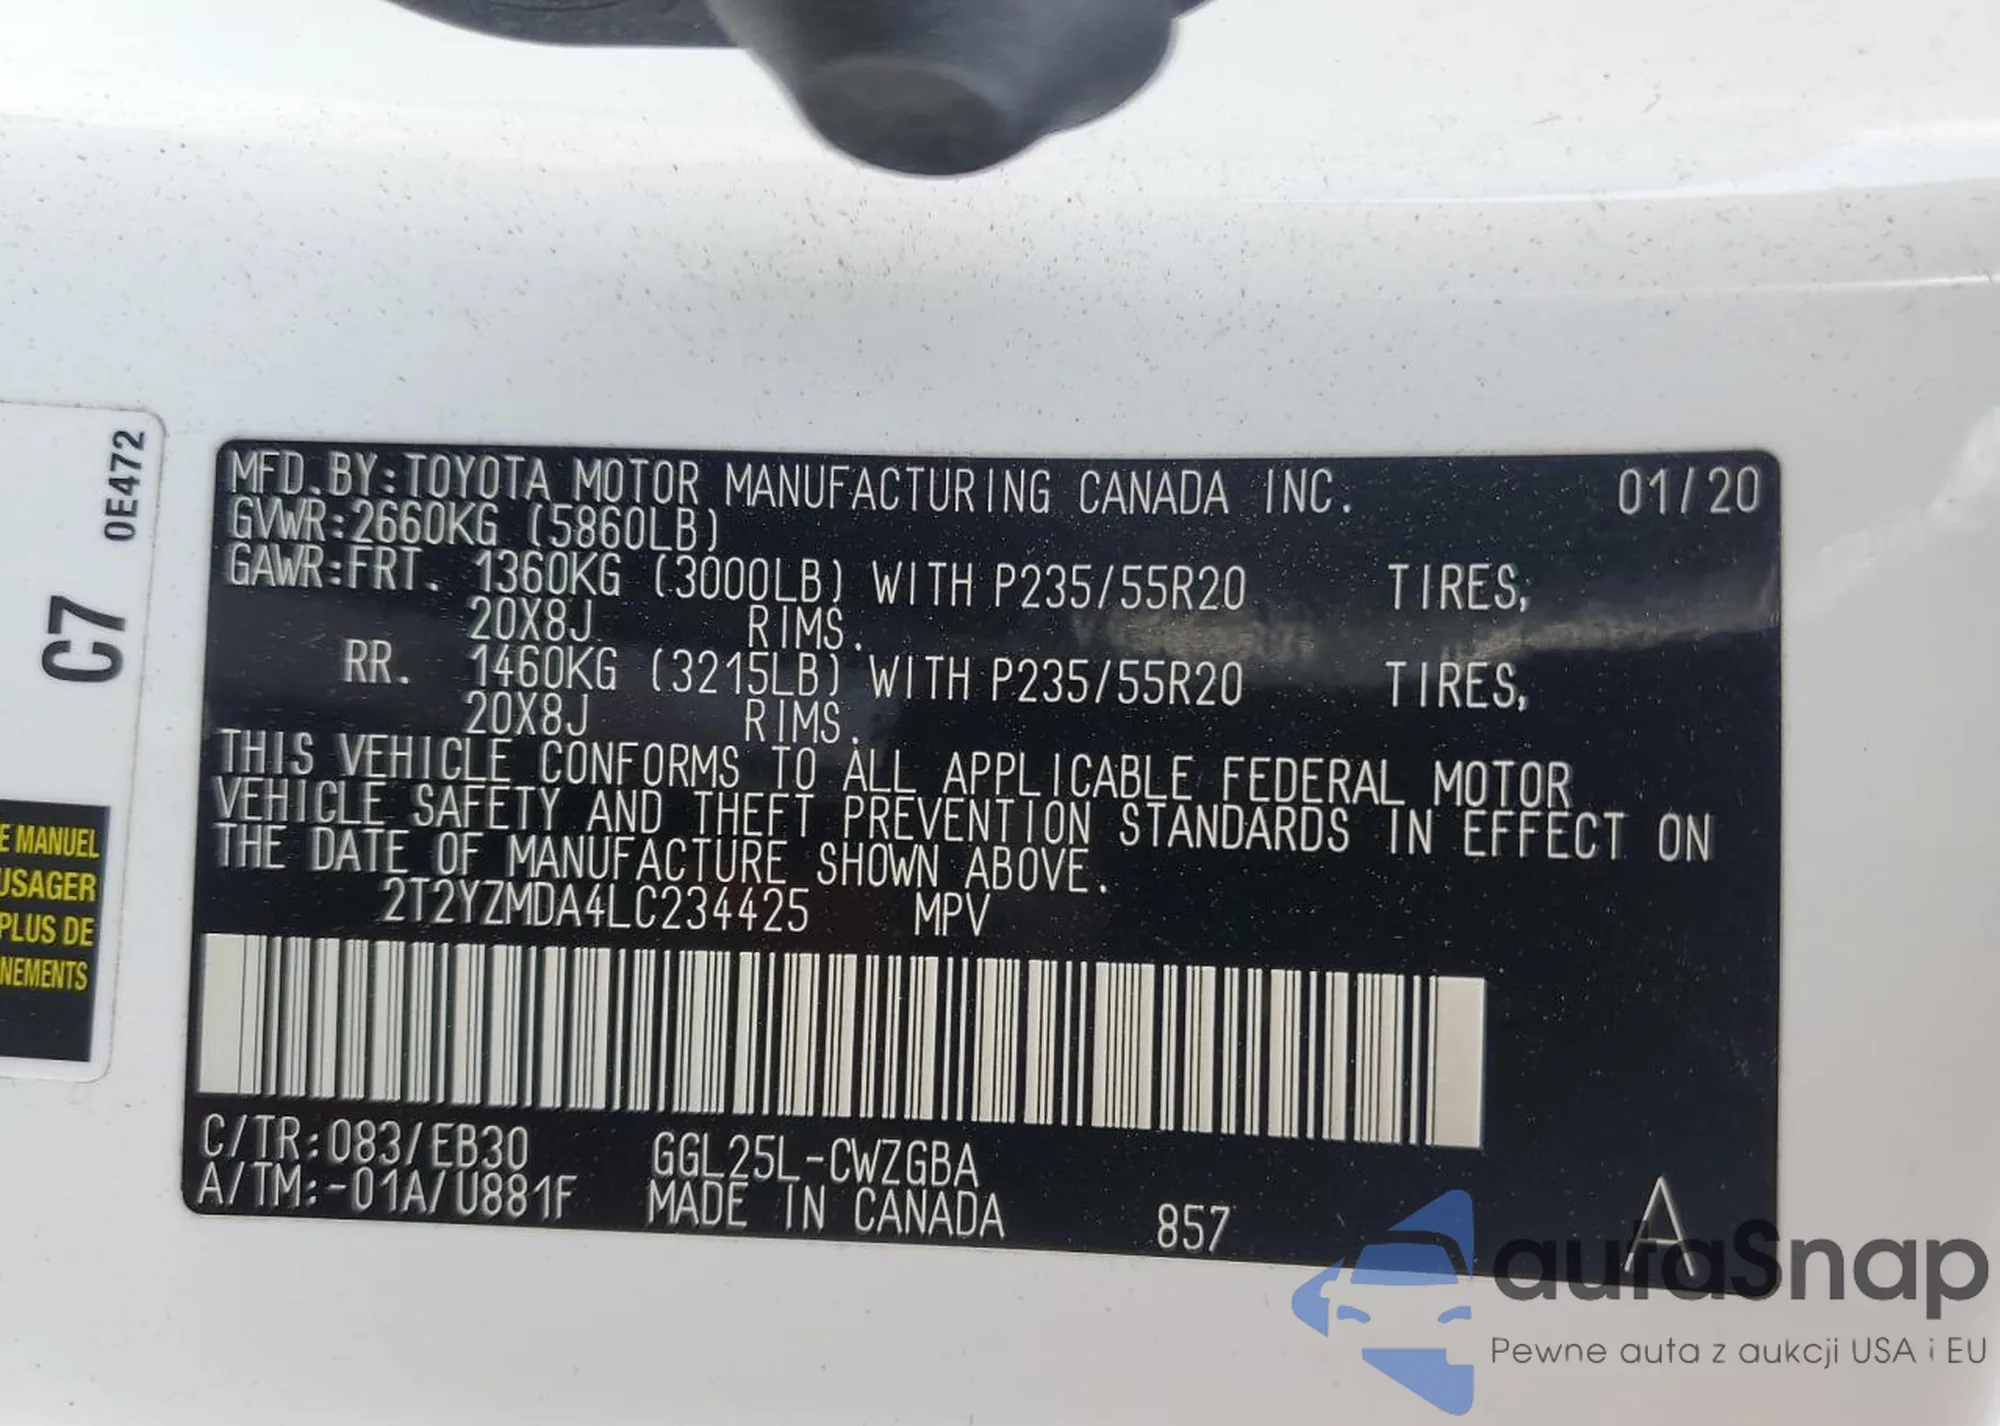 0E472
C7
E MANUEL
USAGER
PLUS DE
NEMENTS
MFD.BY:TOYOTA MOTOR MANUFACTURING CANADA INC. 01/20
GVWR:2660KG (5860LB)
GAWR:FRT. 1360KG (3000LB) WITH P235/55R20 TIRES,
20X8J RIMS.
RR. 1460KG (3215LB) WITH P235/55R20 TIRES,
20X8J RIMS.
THIS VEHICLE CONFORMS TO ALL APPLICABLE FEDERAL MOTOR
VEHICLE SAFETY AND THEFT PREVENTION STANDARDS IN EFFECT ON
THE DATE OF MANUFACTURE SHOWN ABOVE.
2T2YZMDA4LC234425 MPV
C/TR:083/EB30 GGL25L-CWZGBA
A/TM:-01A/U881F MADE IN CANADA 857 A
autaSnap
Pewne auta z aukcji USA i EU